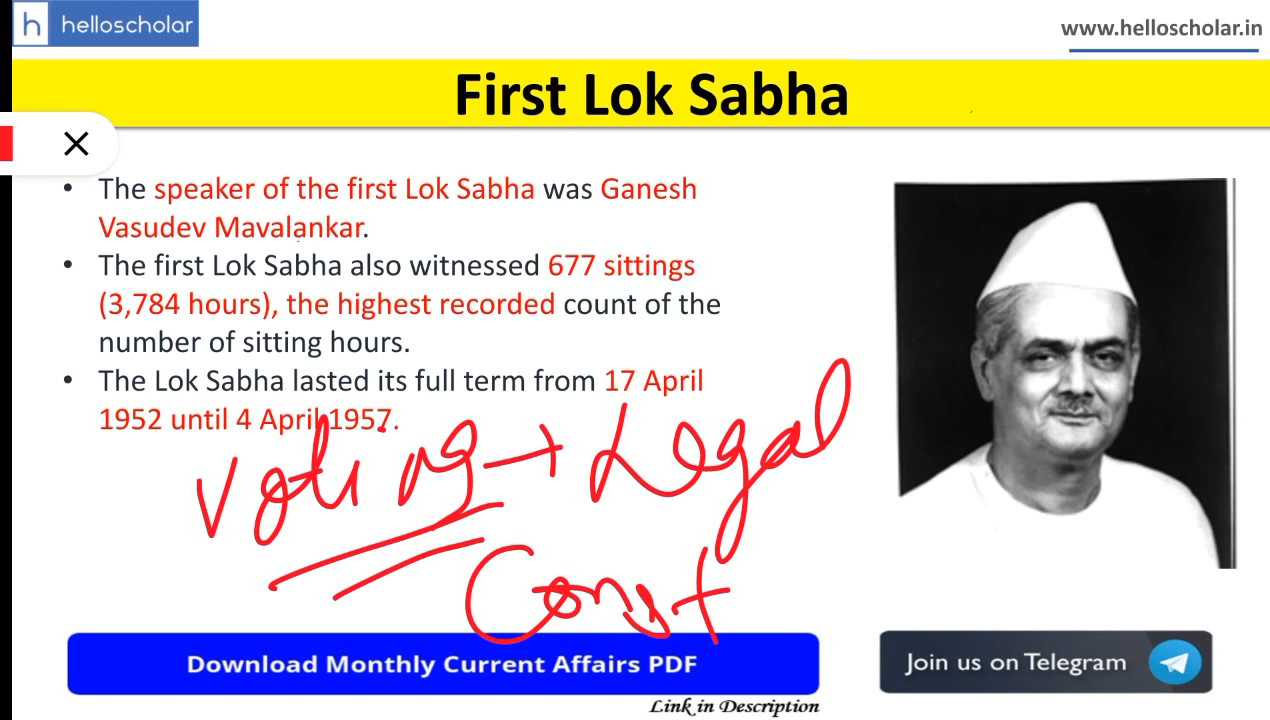 h helloscholar
www.helloscholar.in
First Lok Sabha
• The speaker of the first Lok Sabha was Ganesh
Vasudev Mavalankar.
• The first Lok Sabha also witnessed 677 sittings
(3,784 hours), the highest recorded count of the
number of sitting hours.
• The Lok Sabha lasted its full term from 17 April
1952 until 4 April 1957.
Voting → Legal
Const
Download Monthly Current Affairs PDF
Join us on Telegram
Link in Description